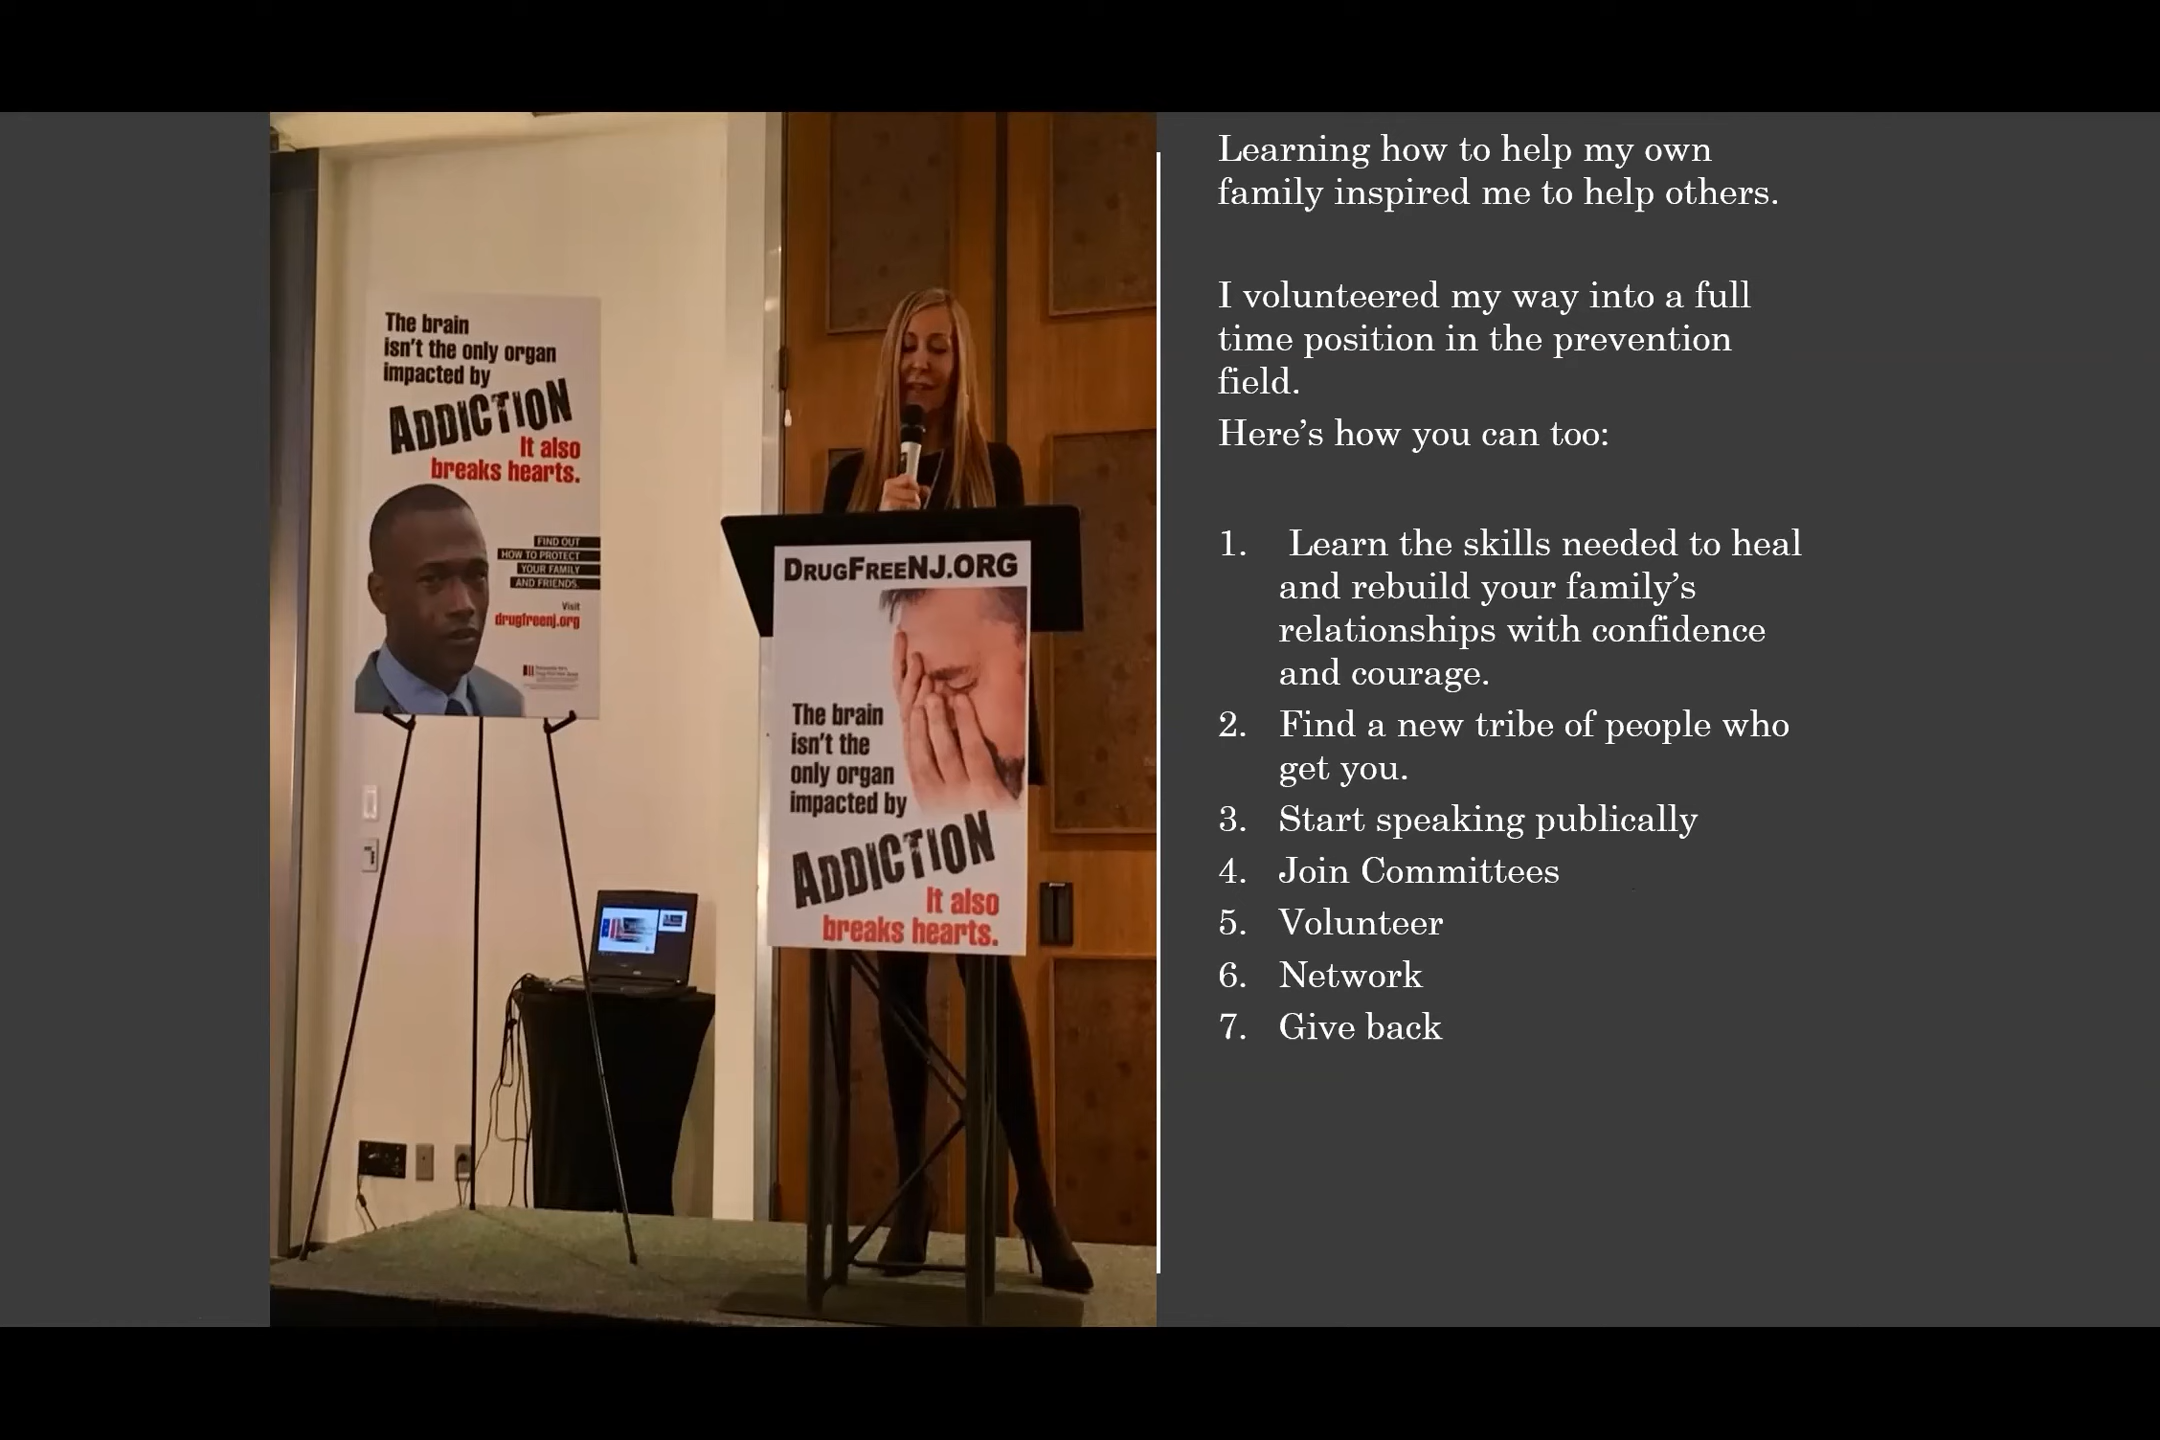 The brain
isn't the only organ
impacted by
ADDICTION
It also
breaks hearts.
FIND OUT
HOW TO PROTECT
YOUR FAMILY
AND FRIENDS.
Visit
drugfreenj.org
DRUGFREENJ.ORG
The brain
isn't the
only organ
impacted by
ADDICTION
It also
breaks hearts.
Learning how to help my own
family inspired me to help others.
I volunteered my way into a full
time position in the prevention
field.
Here's how you can too:
1. Learn the skills needed to heal
and rebuild your family's
relationships with confidence
and courage.
2. Find a new tribe of people who
get you.
3. Start speaking publically
4. Join Committees
5. Volunteer
6. Network
7. Give back